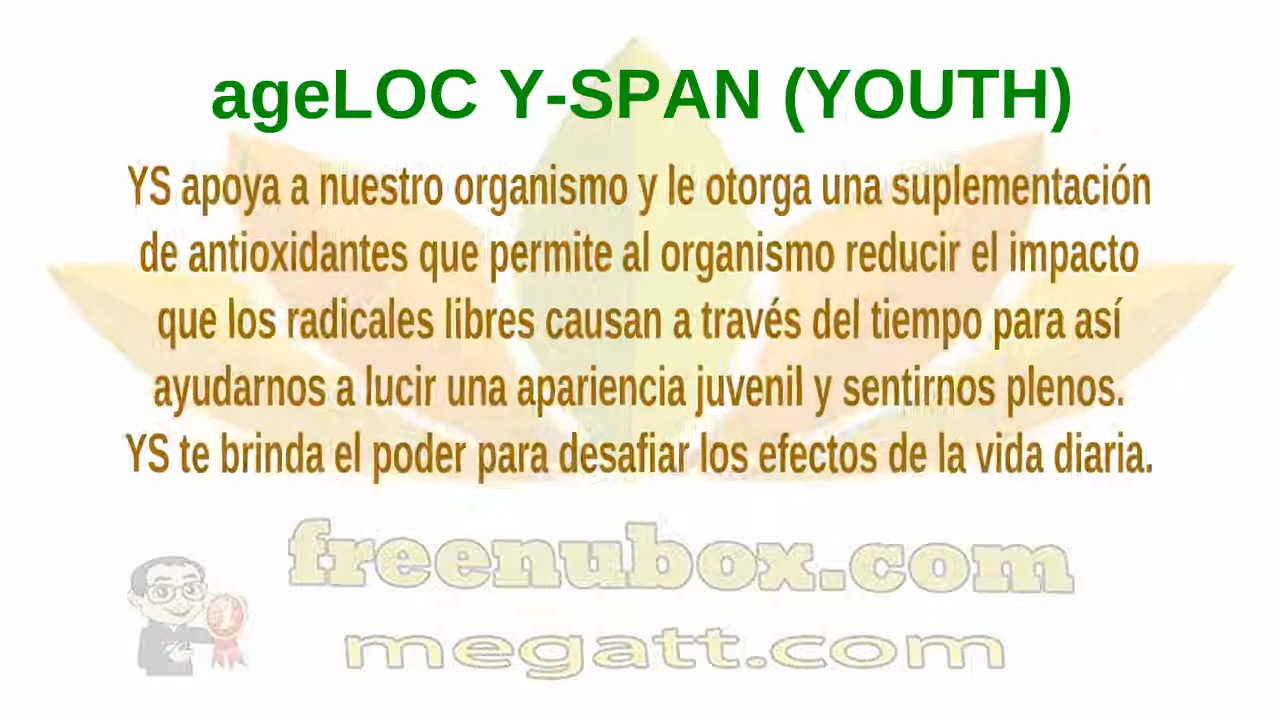 ageLOC Y-SPAN (YOUTH)
YS apoya a nuestro organismo y le otorga una suplementación
de antioxidantes que permite al organismo reducir el impacto
que los radicales libres causan a través del tiempo para así
ayudarnos a lucir una apariencia juvenil y sentirnos plenos.
YS te brinda el poder para desafiar los efectos de la vida diaria.
freenubox.com
megatt.com